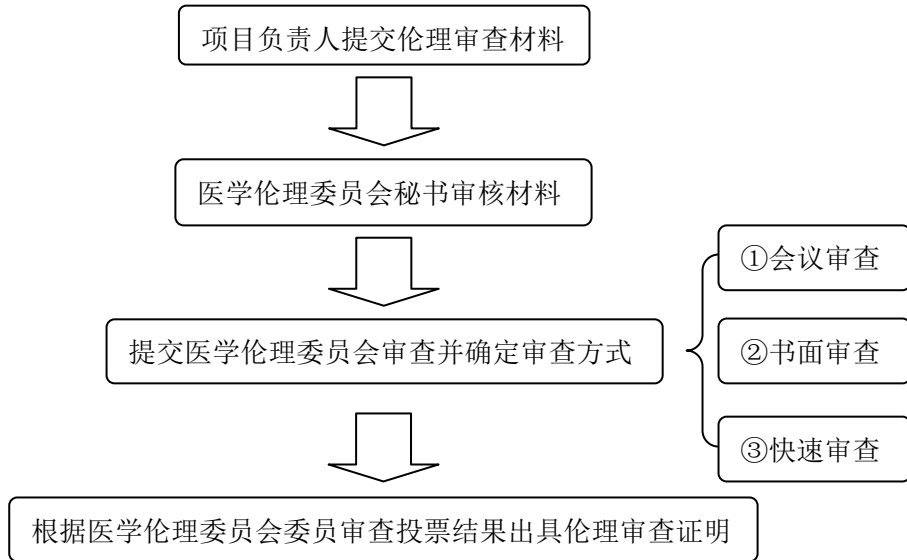 项目负责人提交伦理审查材料
医学伦理委员会秘书审核材料
提交医学伦理委员会审查并确定审查方式
①会议审查
②书面审查
③快速审查
根据医学伦理委员会委员审查投票结果出具伦理审查证明